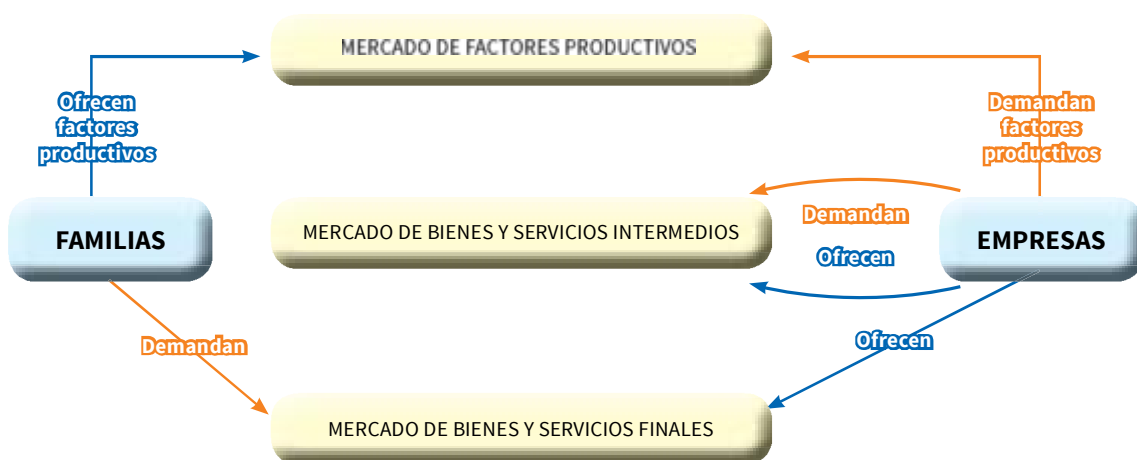 MERCADO DE FACTORES PRODUCTIVOS
Ofrecen
factores
productivos
Demandan
factores
productivos
FAMILIAS
MERCADO DE BIENES Y SERVICIOS INTERMEDIOS
Demandan
Ofrecen
EMPRESAS
Demandan
Ofrecen
MERCADO DE BIENES Y SERVICIOS FINALES